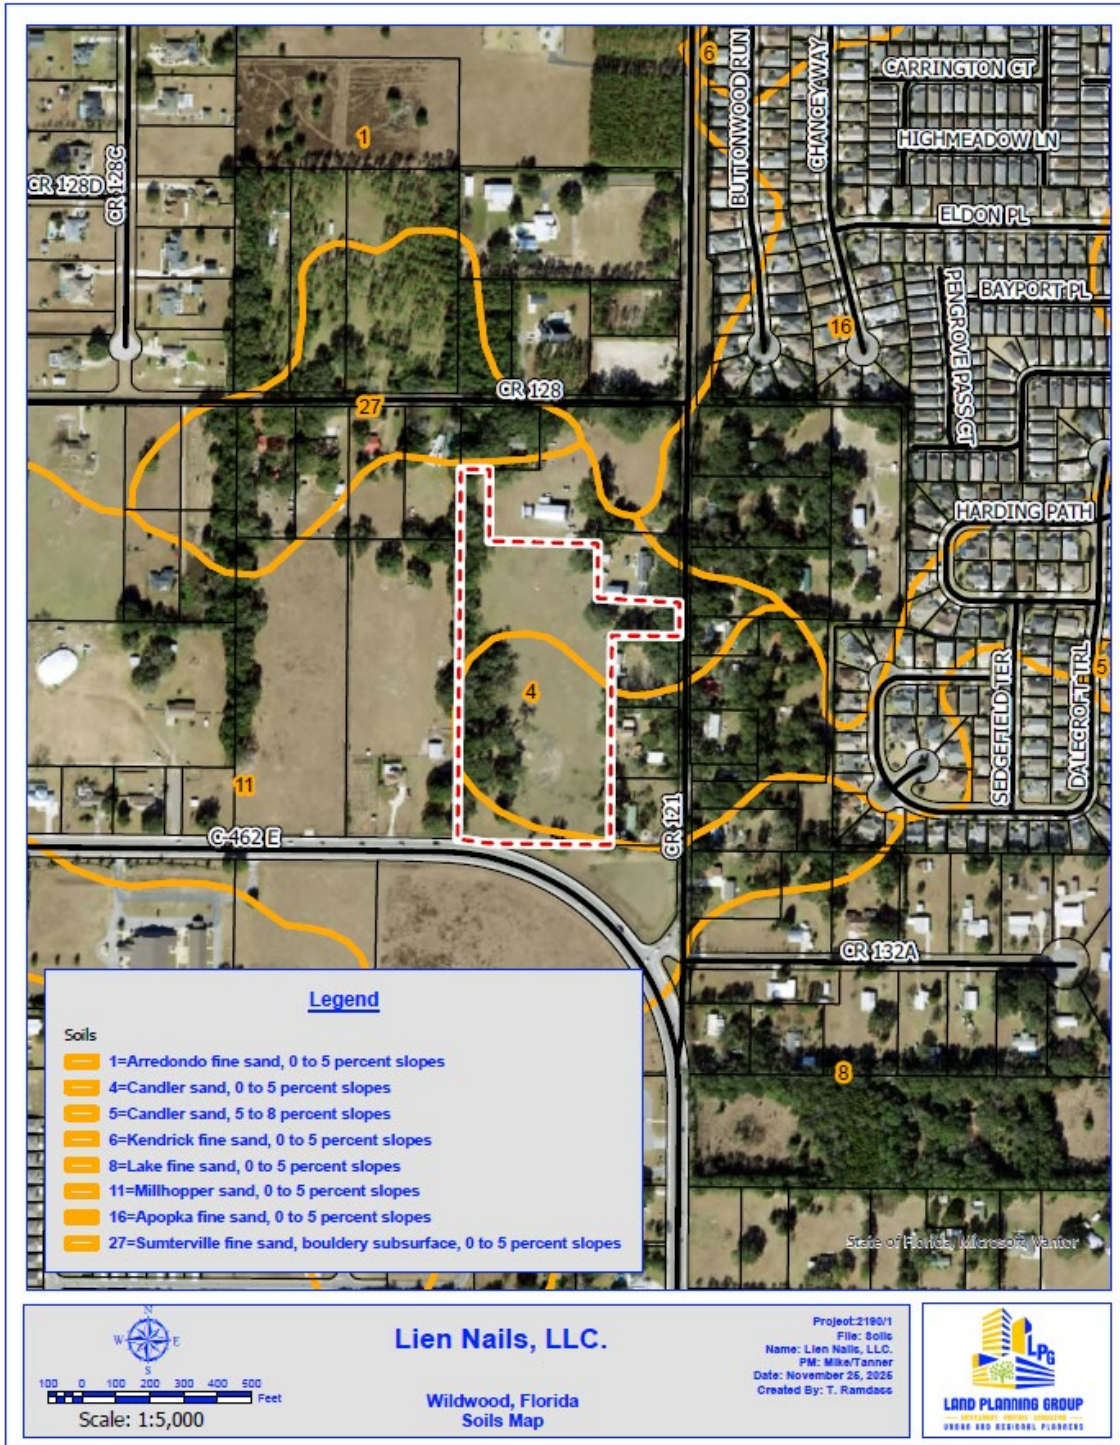 6
BUTTONWOOD RUN
CHANCEY WAY
CARRINGTON CT
HIGHMEADOW LN
1
CR 128D
CR 128C
ELDON PL
PENGROVE PASS CT
BAYPORT PL
16
CR 128
27
HARDING PATH
4
SEDGEFIELD TER
DALECROFT TRL
5
11
C-462 E
CR 121
CR 132A
8
Legend
Soils
1=Arredondo fine sand, 0 to 5 percent slopes
4=Candler sand, 0 to 5 percent slopes
5=Candler sand, 5 to 8 percent slopes
6=Kendrick fine sand, 0 to 5 percent slopes
8=Lake fine sand, 0 to 5 percent slopes
11=Millhopper sand, 0 to 5 percent slopes
16=Apopka fine sand, 0 to 5 percent slopes
27=Sumterville fine sand, bouldery subsurface, 0 to 5 percent slopes
State of Florida, Microsoft, Vantor
N
W E
S
100 0 100 200 300 400 500
Feet
Scale: 1:5,000
Lien Nails, LLC.
Wildwood, Florida
Soils Map
Project:2190/1
File: Soils
Name: Lien Nails, LLC.
PM: Mike/Tanner
Date: November 25, 2025
Created By: T. Ramdass
LPG
LAND PLANNING GROUP
URBAN AND REGIONAL PLANNERS